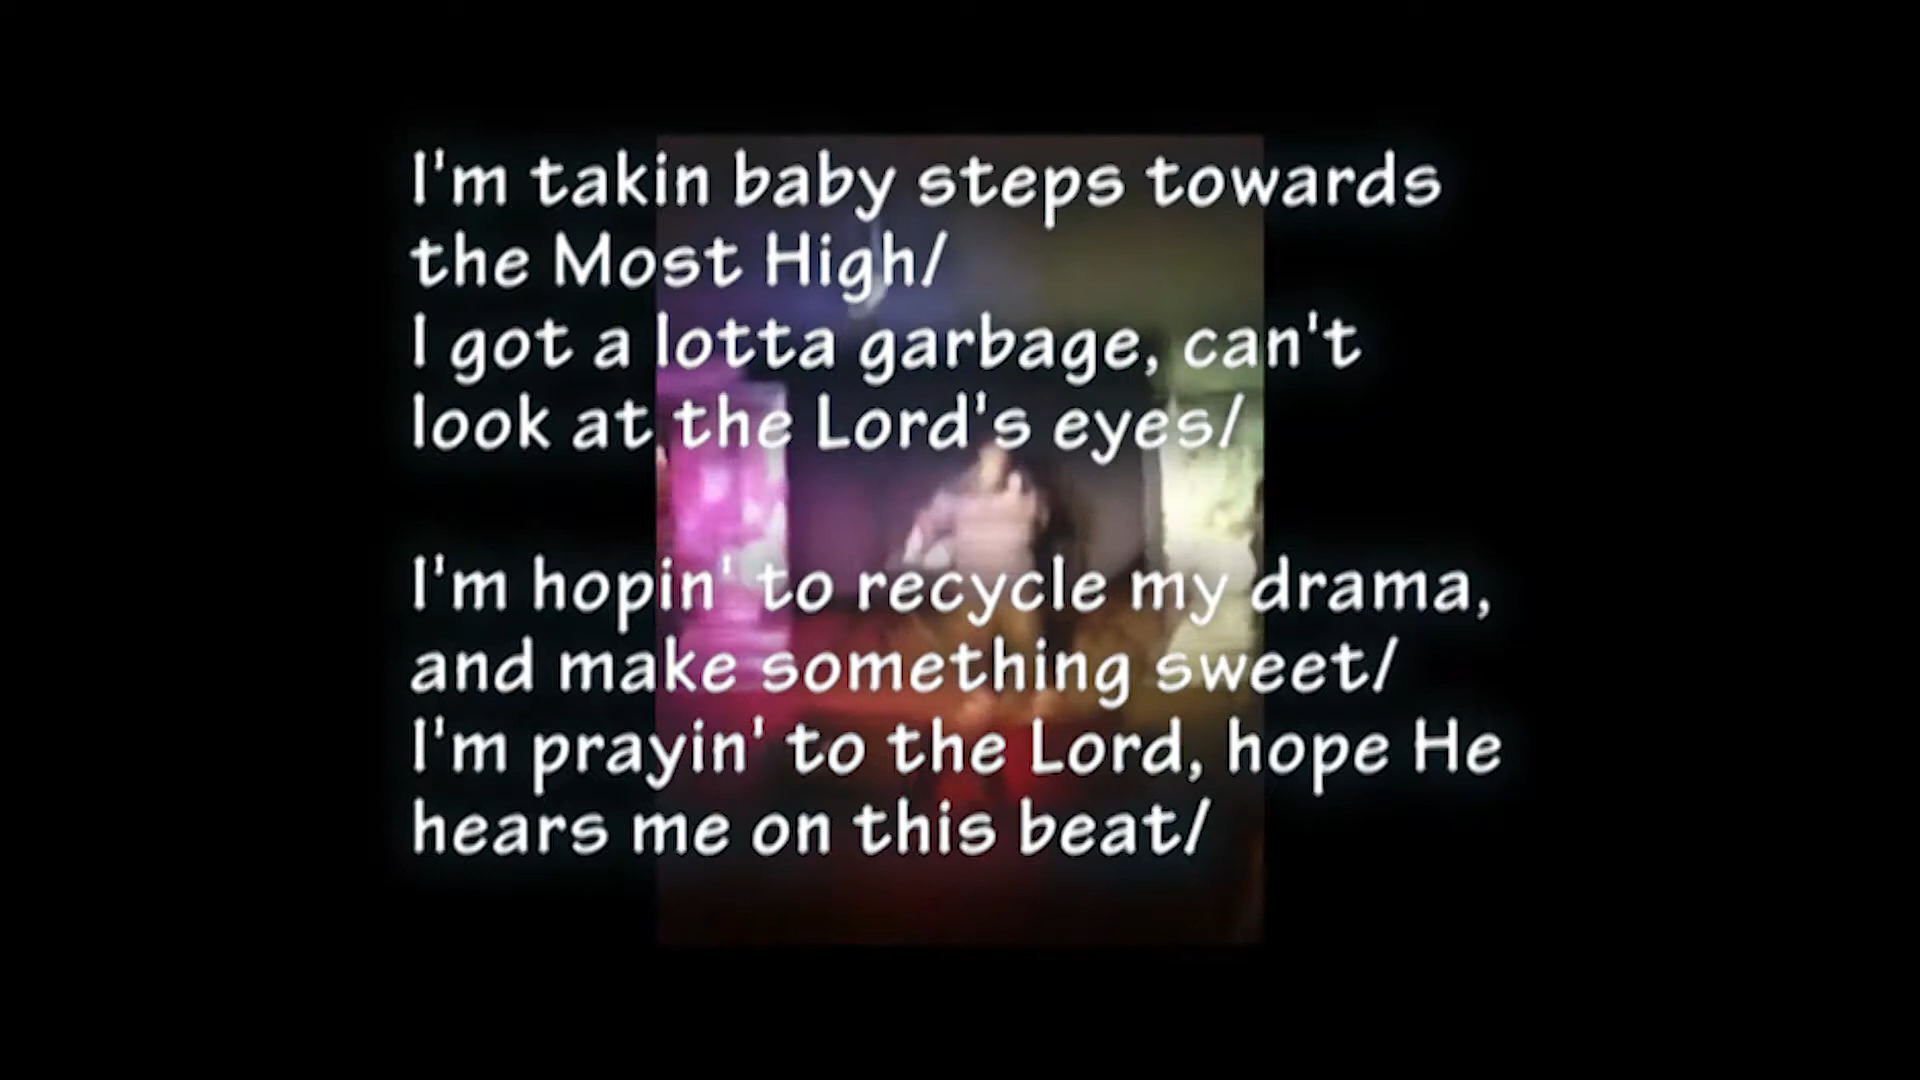 I'm takin baby steps towards
the Most High/
I got a lotta garbage, can't
look at the Lord's eyes/
I'm hopin' to recycle my drama,
and make something sweet/
I'm prayin' to the Lord, hope He
hears me on this beat/